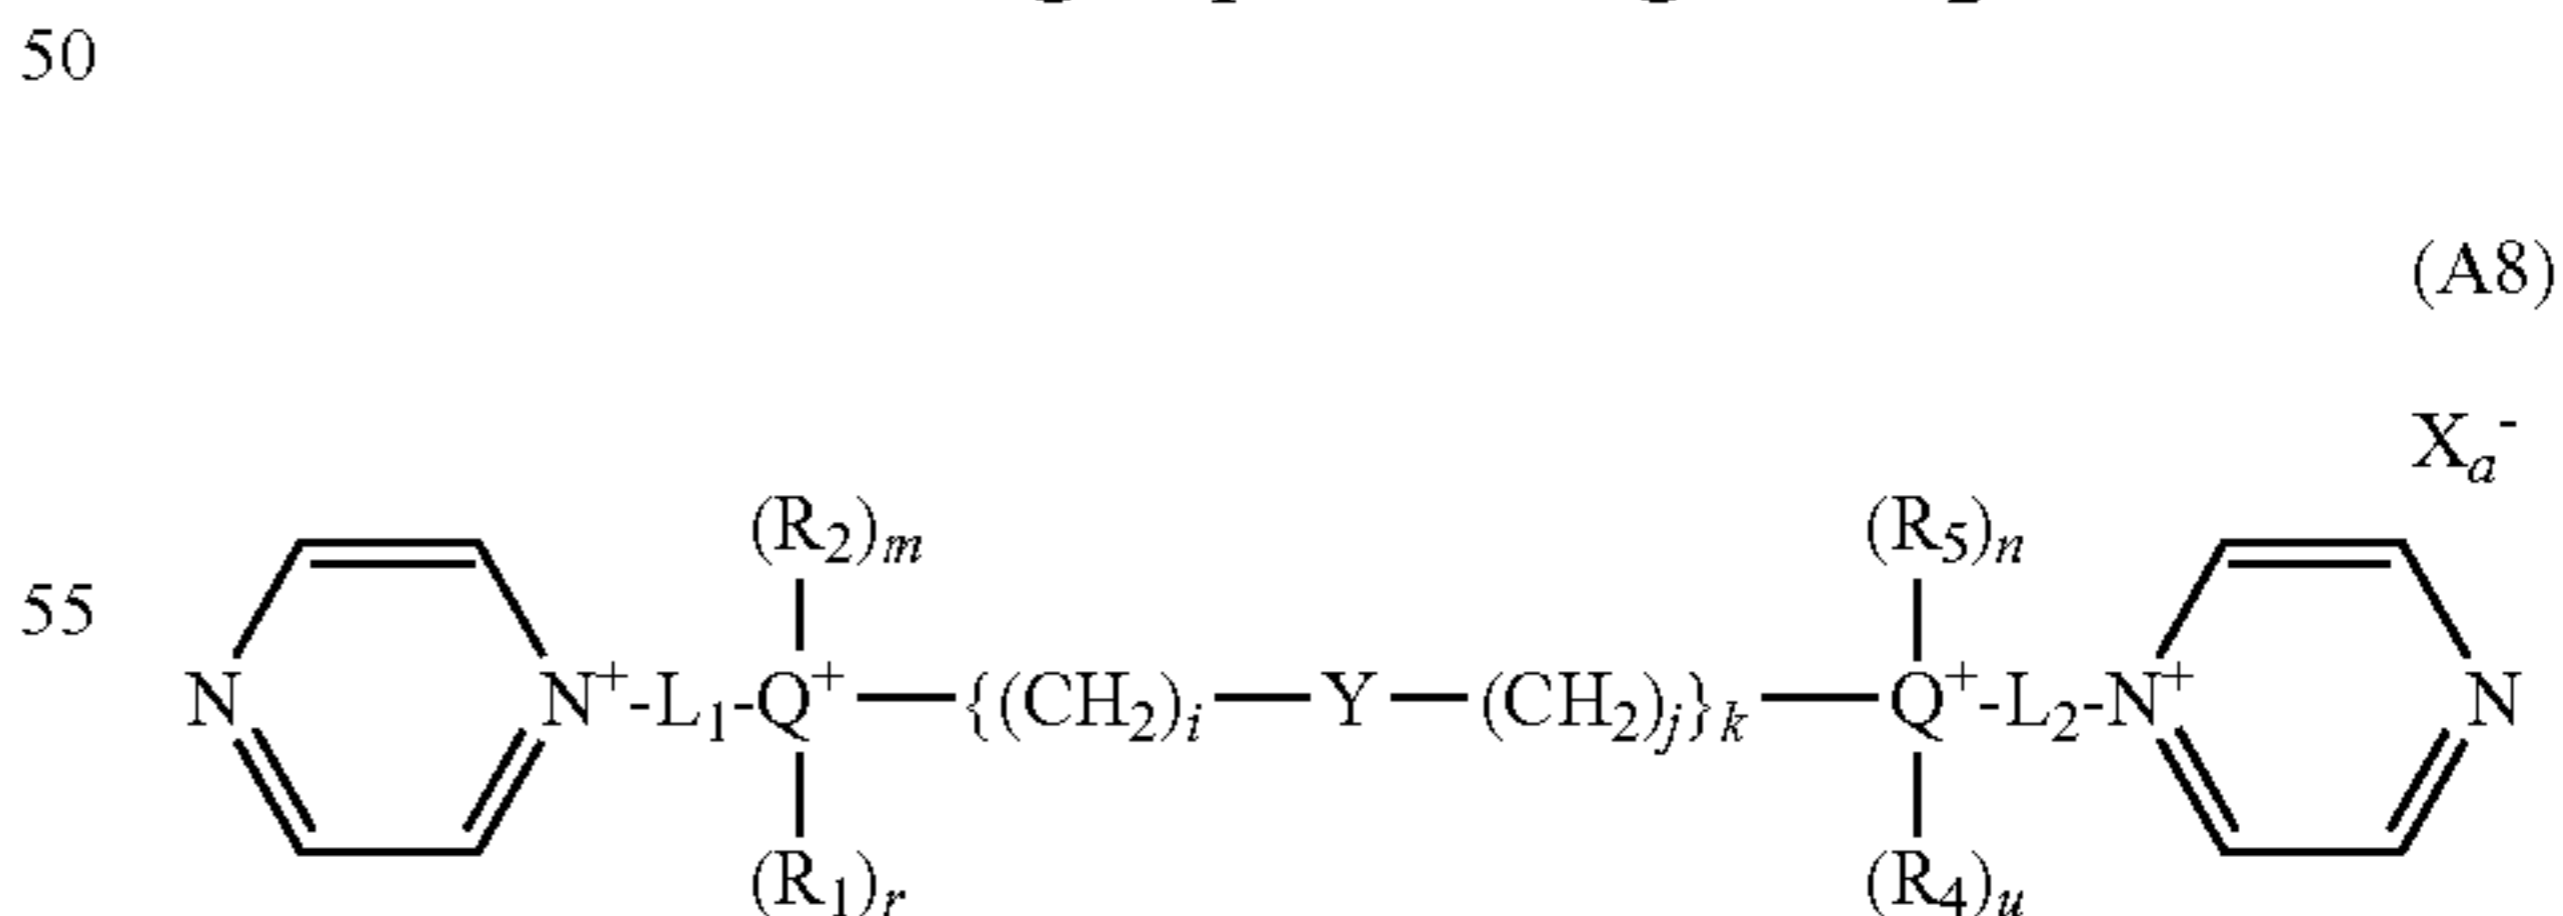 50
(A8)
Xₐ⁻
(R₂)ₘ (R₅)ₙ
55
N N⁺-L₁-Q⁺—{(CH₂)ᵢ—Y—(CH₂)ⱼ}ₖ—Q⁺-L₂-N⁺ N
(R₁)ᵣ (R₄)ᵤ